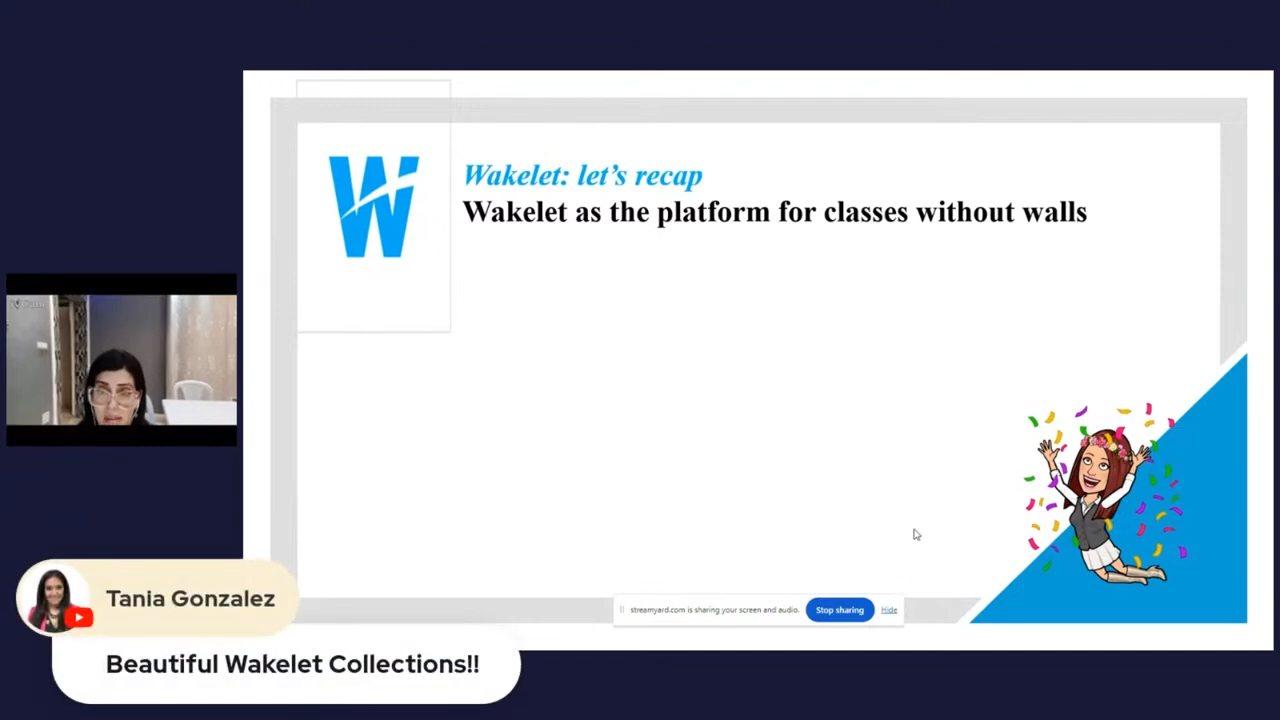 Wakelet: let's recap
Wakelet as the platform for classes without walls
streamyard.com is sharing your screen and audio.
Stop sharing
Hide
Tania Gonzalez
Beautiful Wakelet Collections!!